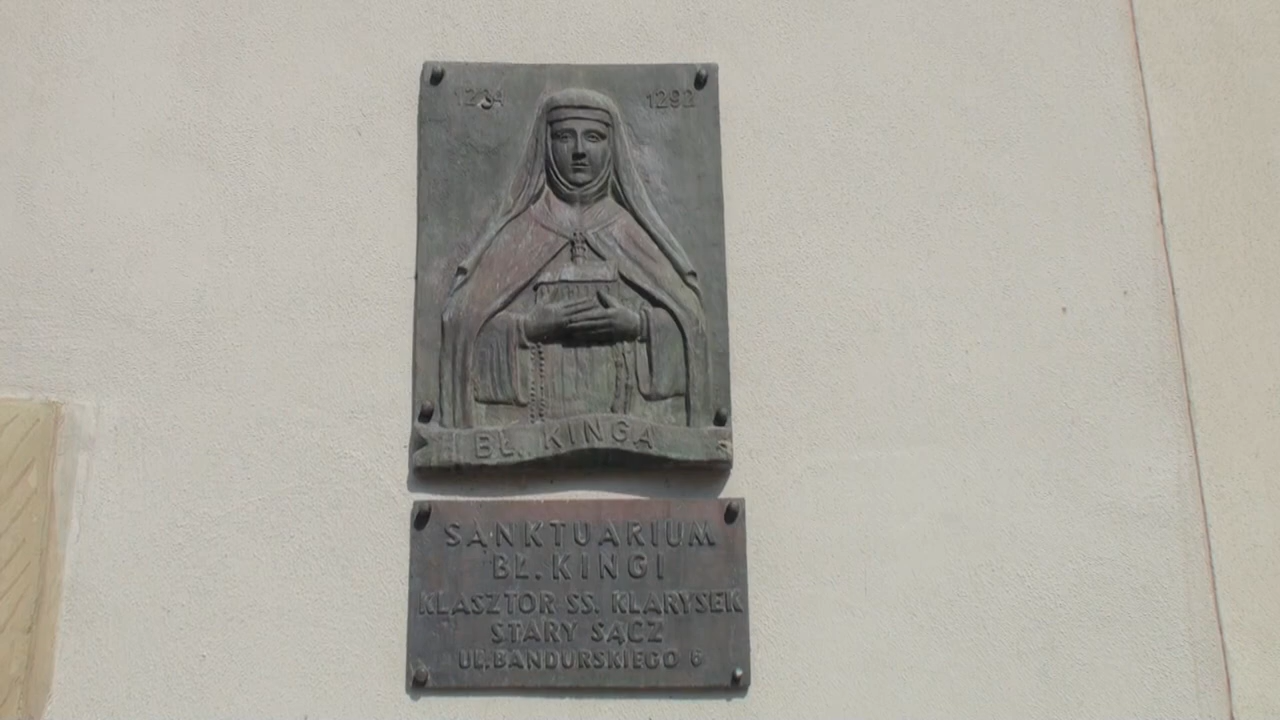 1234 1292
BŁ. KINGA
SANKTUARIUM
BŁ. KINGI
KLASZTOR SS. KLARYSEK
STARY SĄCZ
UL. BANDURSKIEGO 6